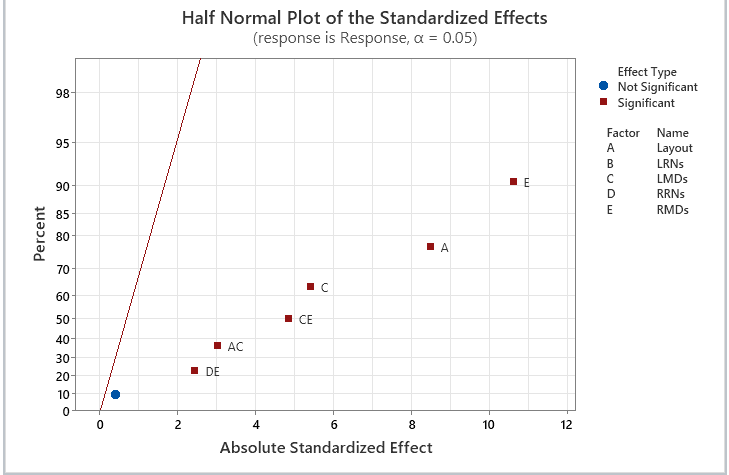 Half Normal Plot of the Standardized Effects
(response is Response, α = 0.05)
Effect Type
Not Significant
Significant
Factor Name
A Layout
B LRNs
C LMDs
D RRNs
E RMDs
Percent
98
95
90
85
80
70
60
50
40
30
20
10
0
E
A
C
CE
AC
DE
0 2 4 6 8 10 12
Absolute Standardized Effect